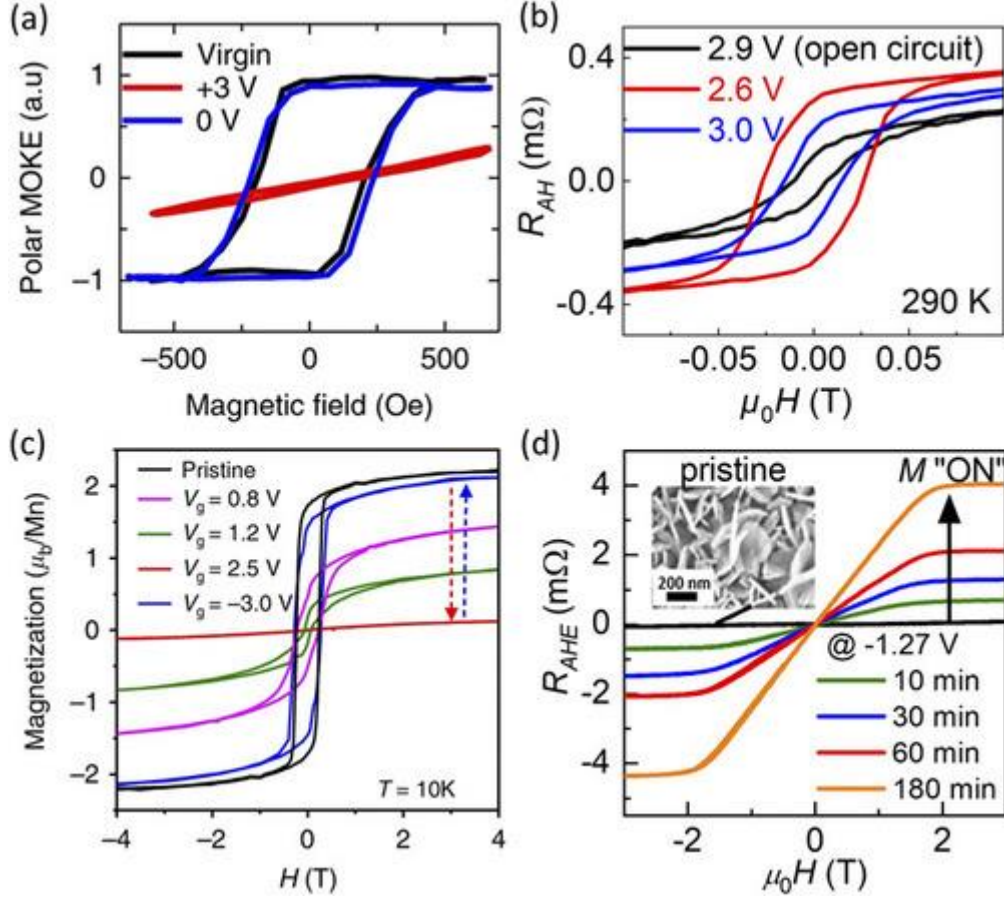 (a)
Virgin
+3 V
0 V
Polar MOKE (a.u)
1
0
−1
−500
0
500
Magnetic field (Oe)
(b)
2.9 V (open circuit)
2.6 V
3.0 V
R_AH (mΩ)
0.4
0.0
-0.4
290 K
-0.05
0.00
0.05
μ₀H (T)
(c)
Pristine
V_g = 0.8 V
V_g = 1.2 V
V_g = 2.5 V
V_g = −3.0 V
Magnetization (μ_b/Mn)
2
1
0
−1
−2
T = 10K
−4
−2
0
2
4
H (T)
(d)
pristine
M "ON"
200 nm
R_AHE (mΩ)
4
2
0
-2
-4
@ -1.27 V
10 min
30 min
60 min
180 min
-2
0
2
μ₀H (T)